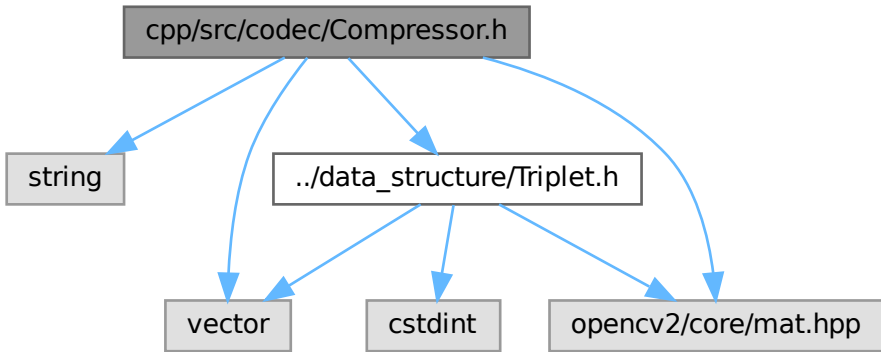 cpp/src/codec/Compressor.h
string
../data_structure/Triplet.h
vector
cstdint
opencv2/core/mat.hpp